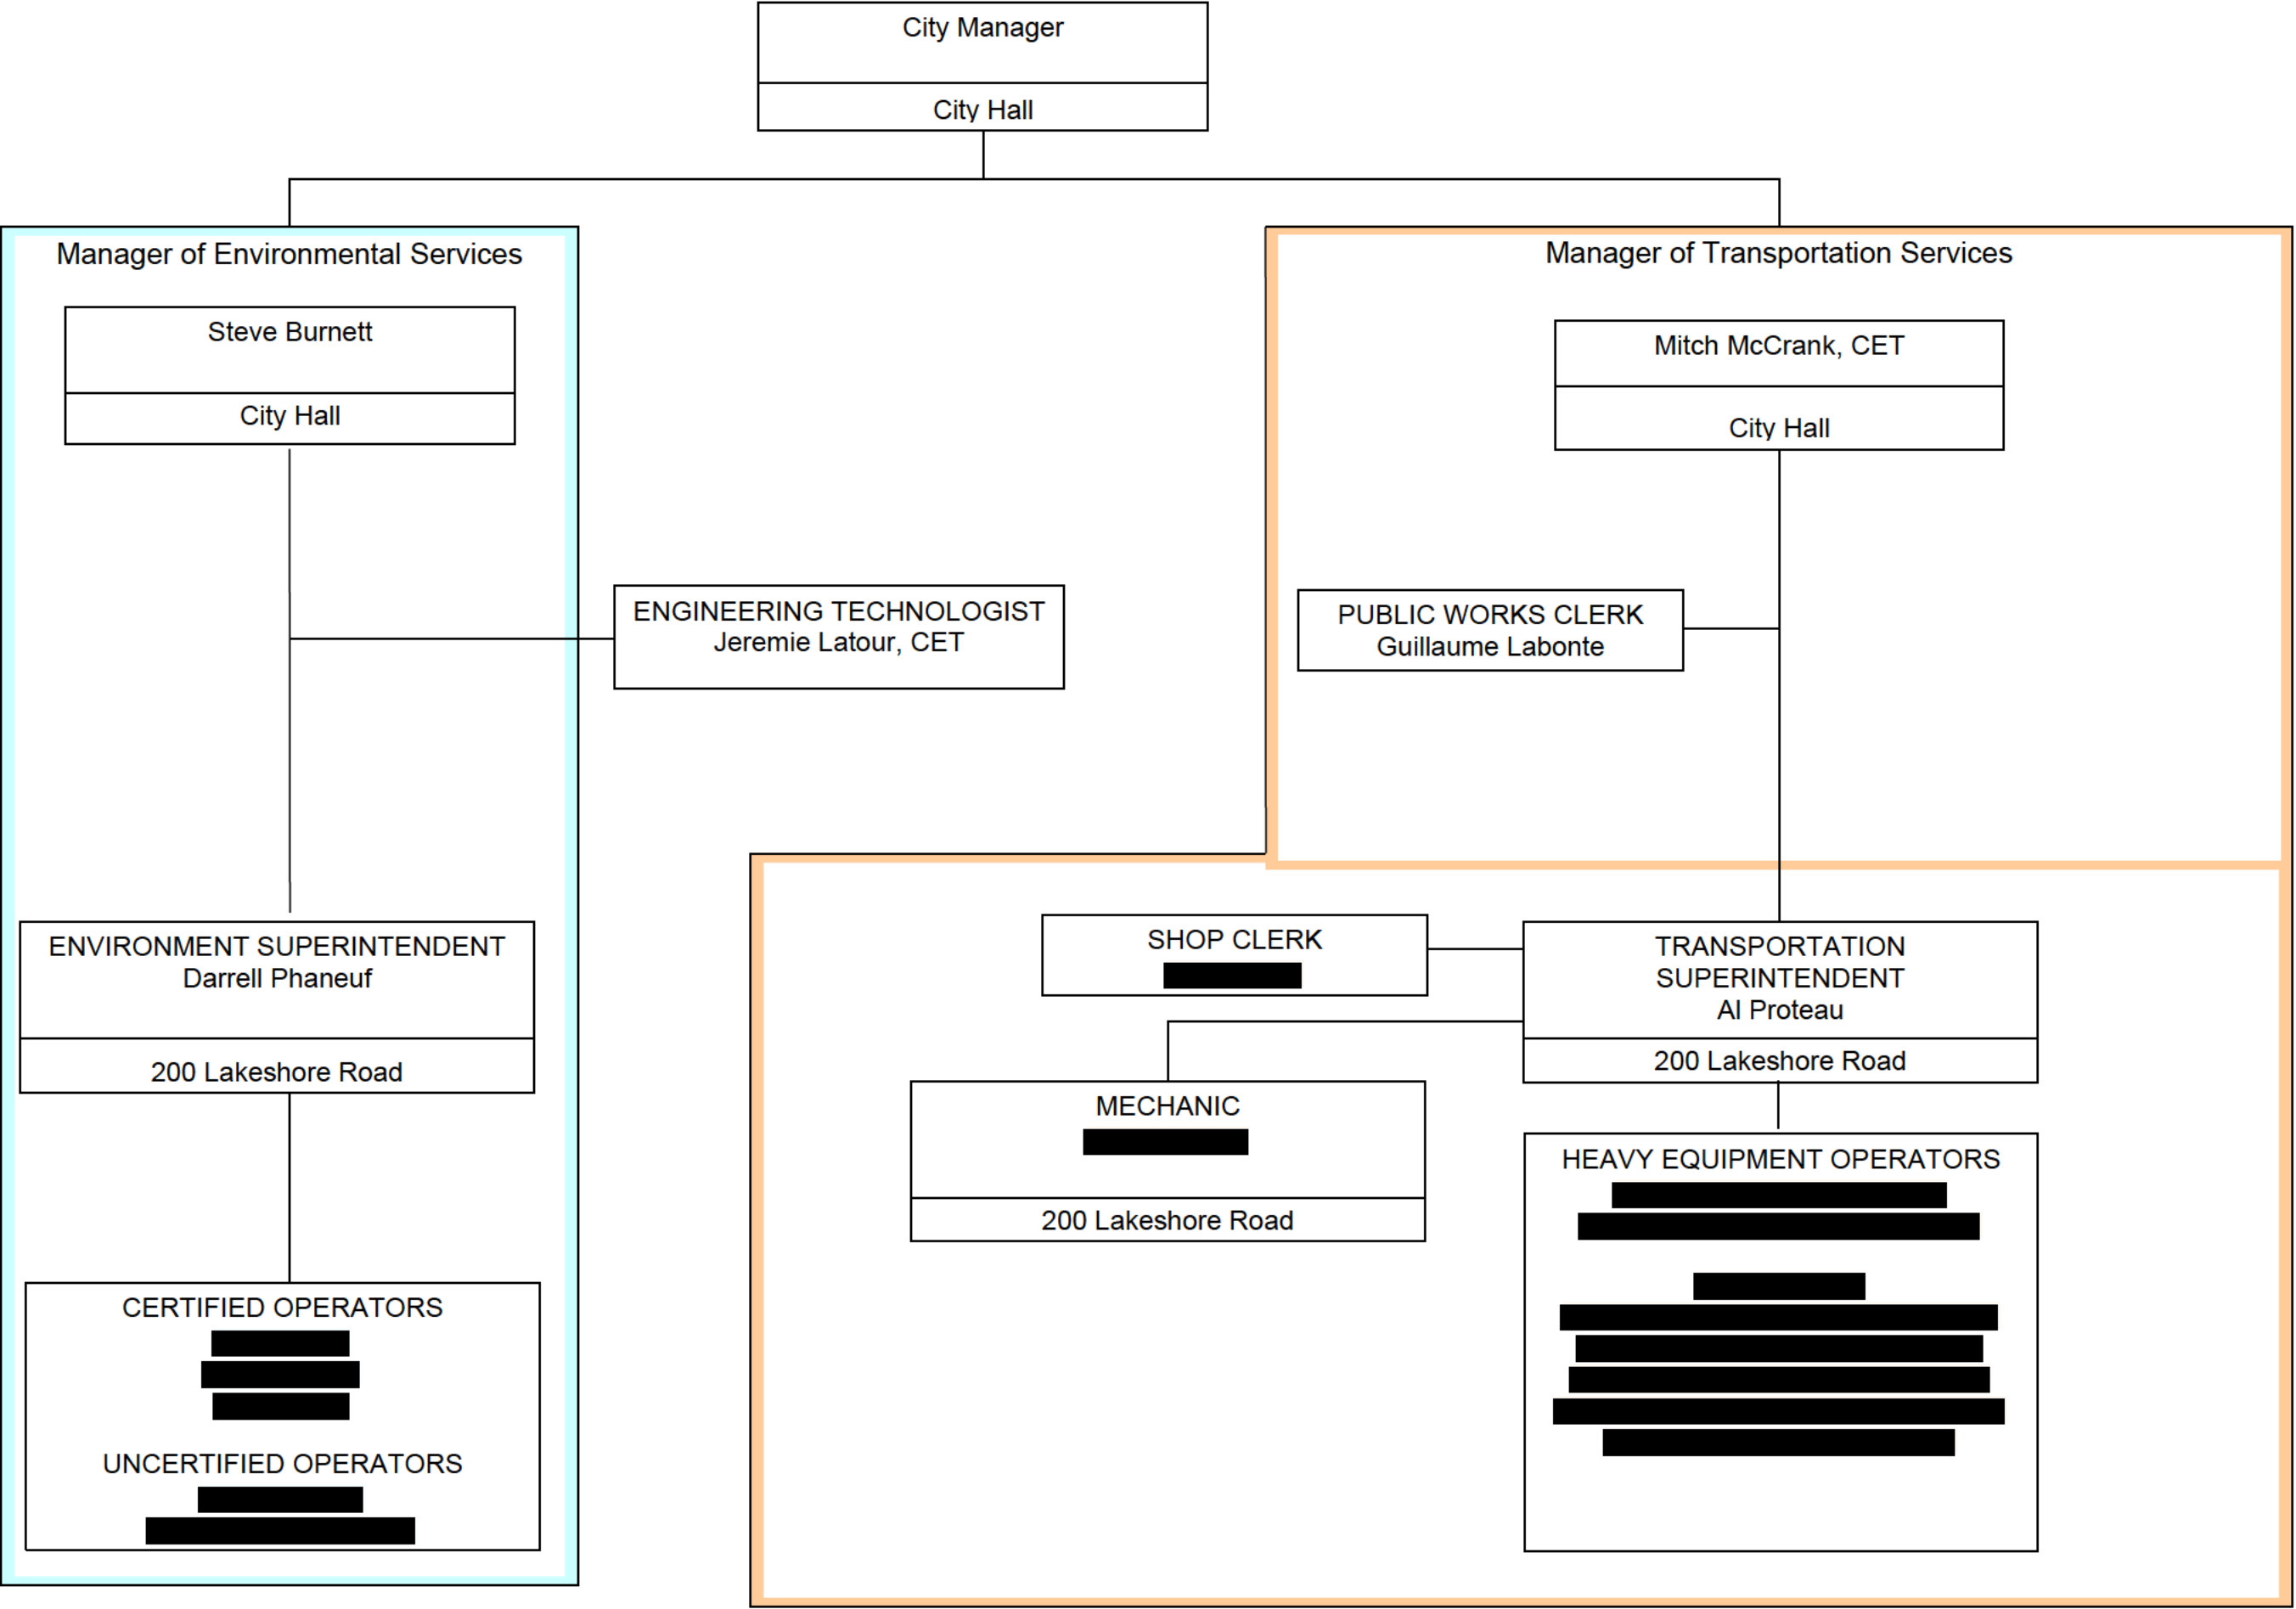 City Manager
City Hall
Manager of Environmental Services
Steve Burnett
City Hall
Manager of Transportation Services
Mitch McCrank, CET
City Hall
ENGINEERING TECHNOLOGIST
Jeremie Latour, CET
PUBLIC WORKS CLERK
Guillaume Labonte
ENVIRONMENT SUPERINTENDENT
Darrell Phaneuf
200 Lakeshore Road
SHOP CLERK
TRANSPORTATION
SUPERINTENDENT
Al Proteau
200 Lakeshore Road
MECHANIC
200 Lakeshore Road
HEAVY EQUIPMENT OPERATORS
CERTIFIED OPERATORS
UNCERTIFIED OPERATORS